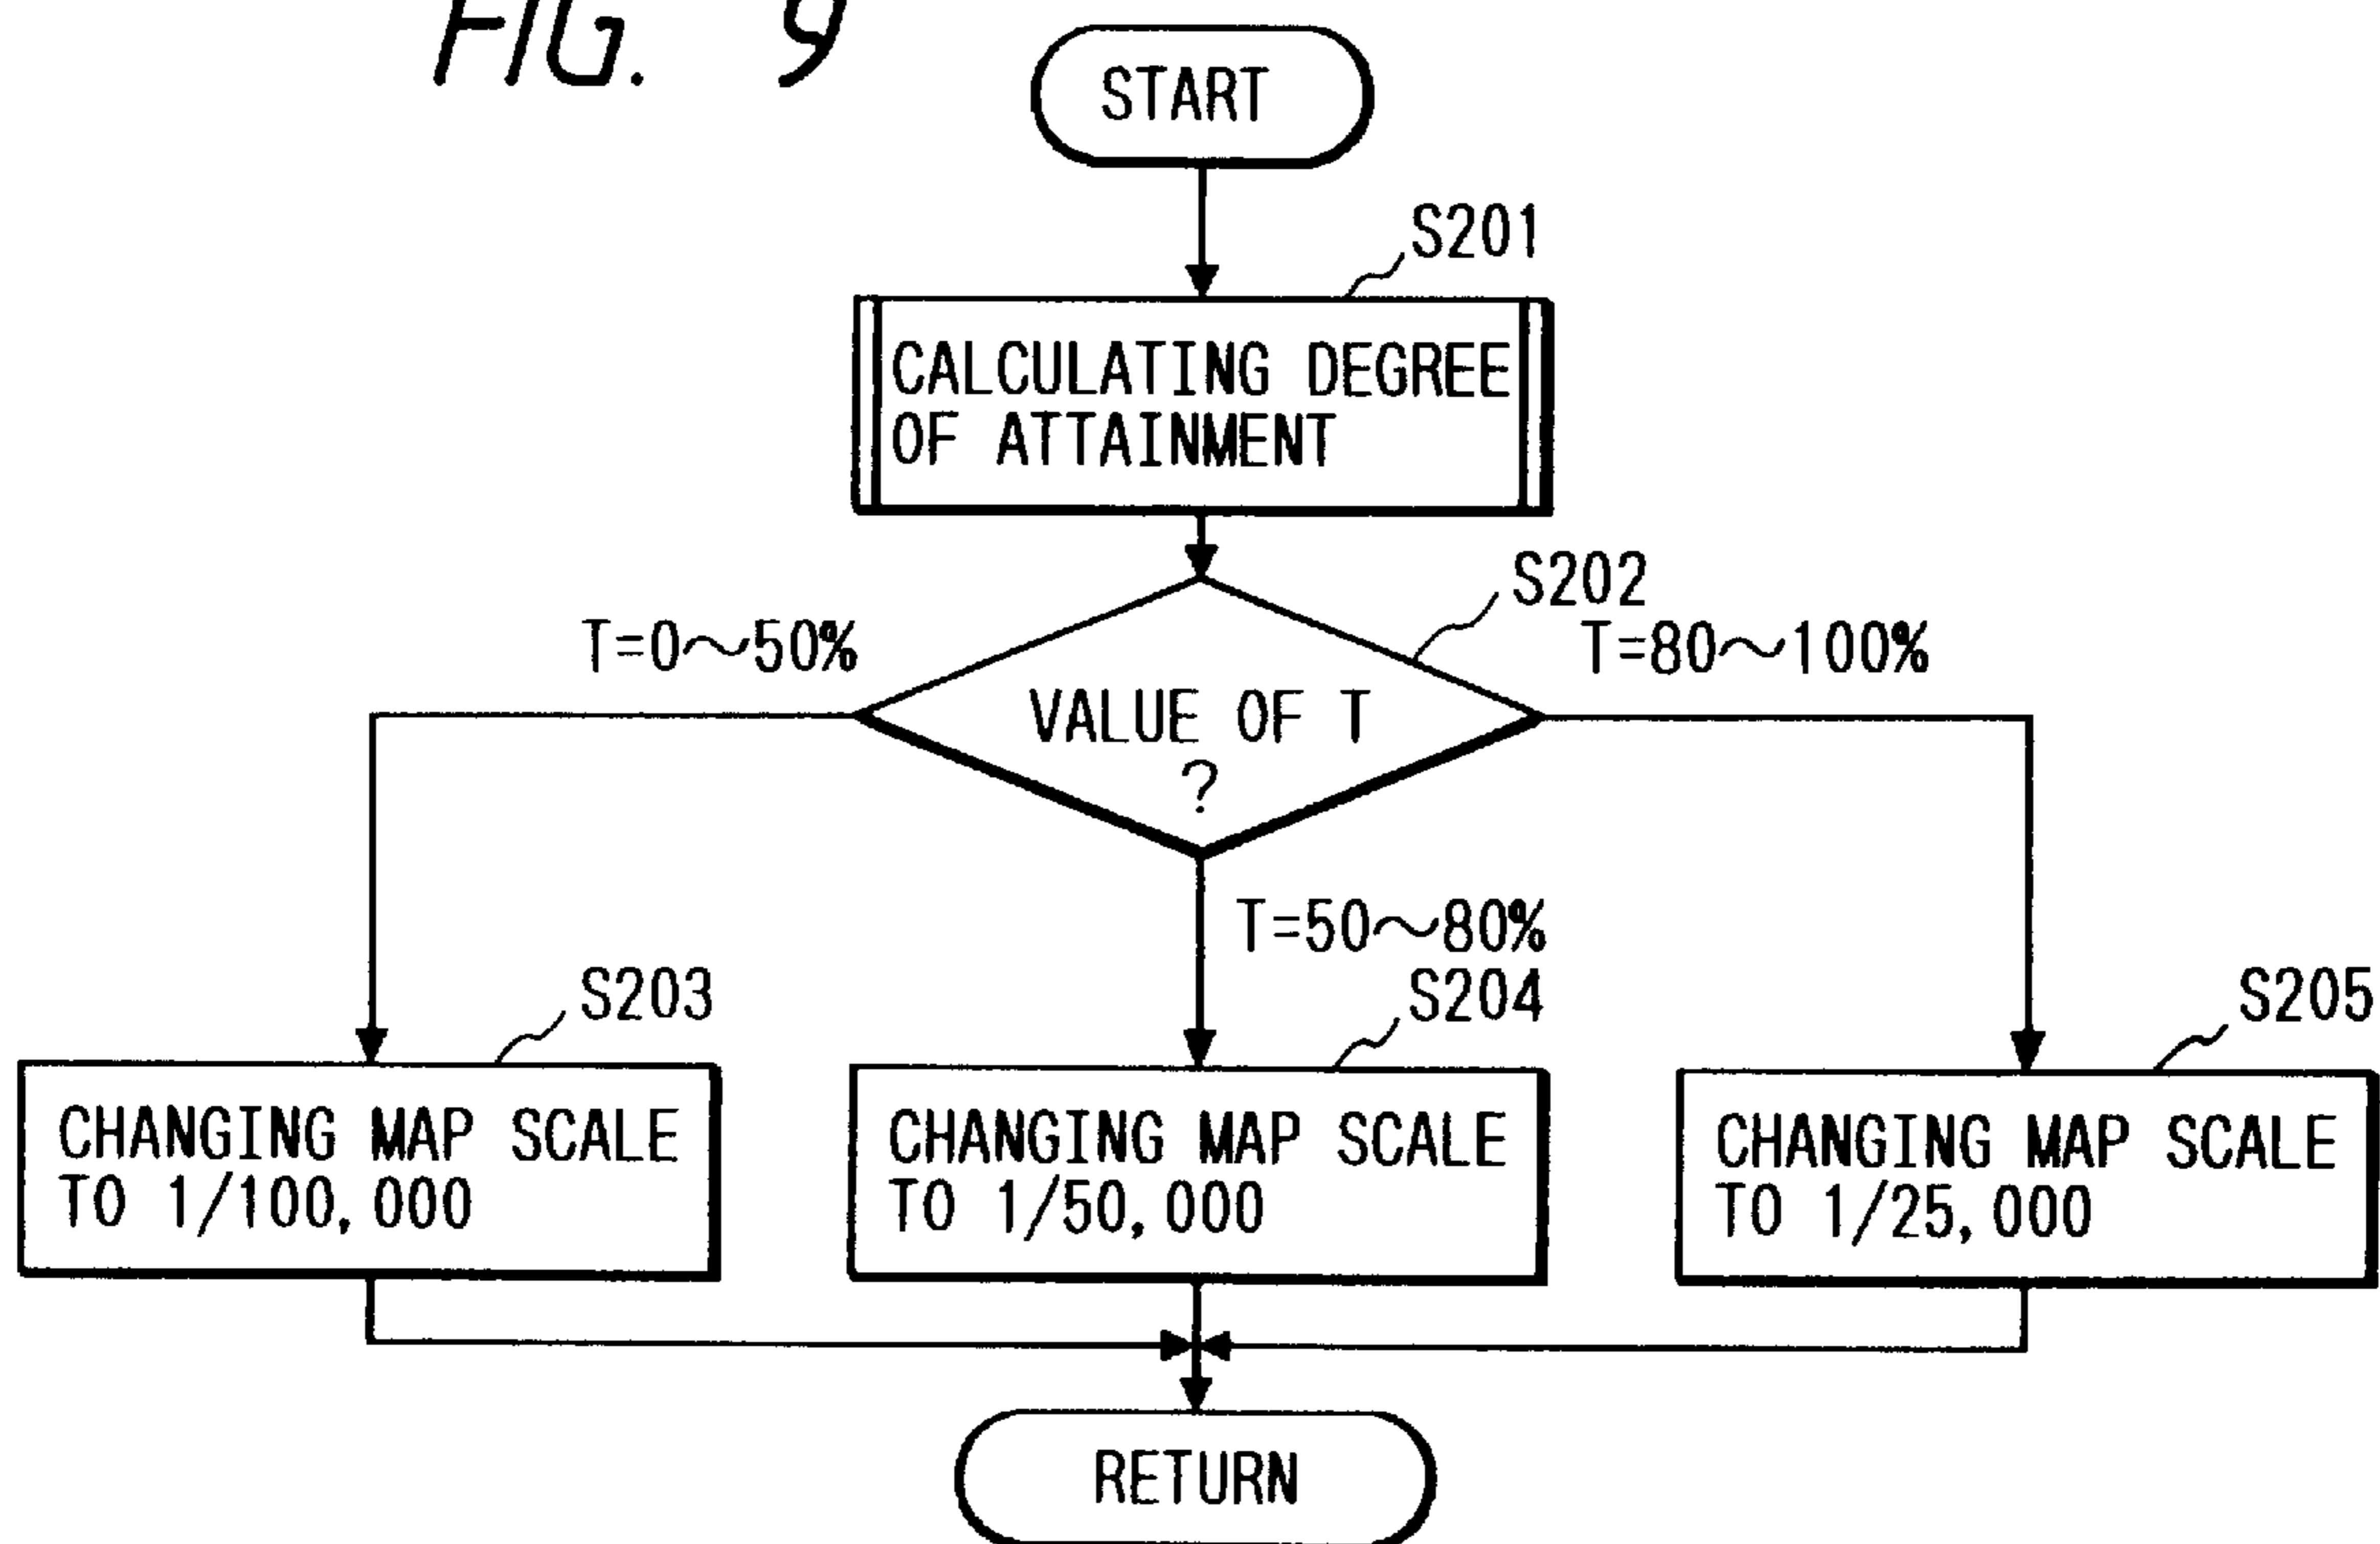 FIG. 9
START
S201
CALCULATING DEGREE
OF ATTAINMENT
S202
T=0～50%
T=80～100%
VALUE OF T
?
T=50～80%
S203
S204
S205
CHANGING MAP SCALE
TO 1/100,000
CHANGING MAP SCALE
TO 1/50,000
CHANGING MAP SCALE
TO 1/25,000
RETURN